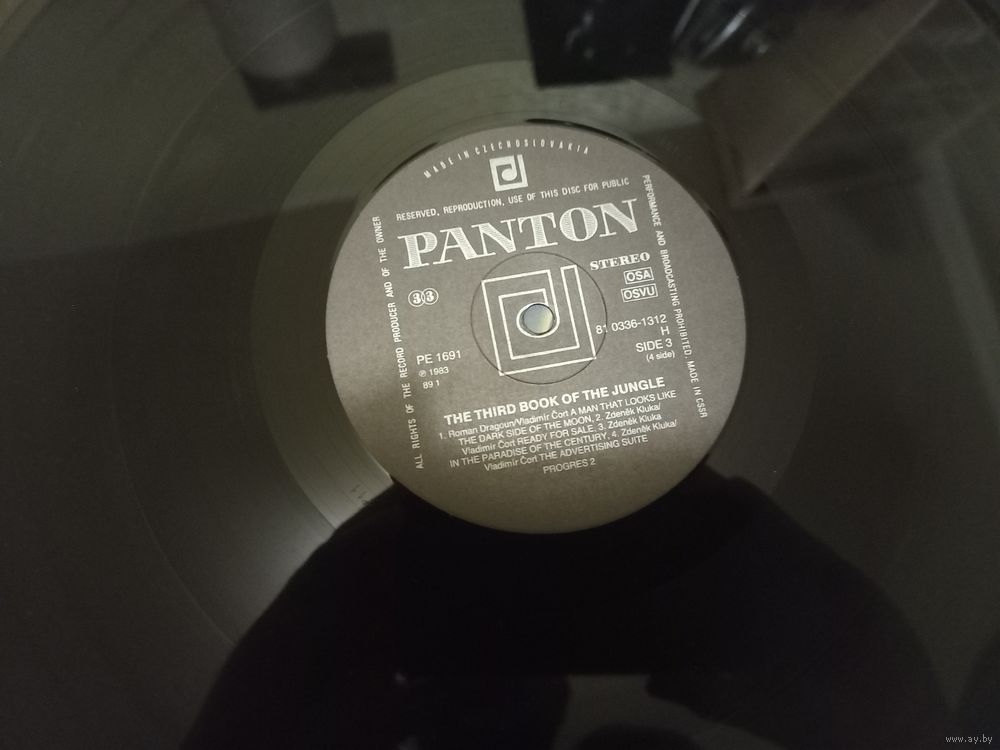 MADE IN CZECHOSLOVAKIA
ALL RIGHTS OF THE RECORD PRODUCER AND OF THE OWNER
RESERVED, REPRODUCTION, USE OF THIS DISC FOR PUBLIC
PERFORMANCE AND BROADCASTING PROHIBITED. MADE IN CSSR
PANTON
STEREO
33
OSA
OSVU
81 0336-1312
H
SIDE 3
(4 side)
PE 1691
℗ 1983
89 1
THE THIRD BOOK OF THE JUNGLE
1. Roman Dragoun/Vladimír Čort A MAN THAT LOOKS LIKE
THE DARK SIDE OF THE MOON, 2. Zdeněk Kluka/
Vladimír Čort READY FOR SALE, 3. Zdeněk Kluka
IN THE PARADISE OF THE CENTURY, 4. Zdeněk Kluka/
Vladimír Čort THE ADVERTISING SUITE
PROGRES 2
www.ay.by